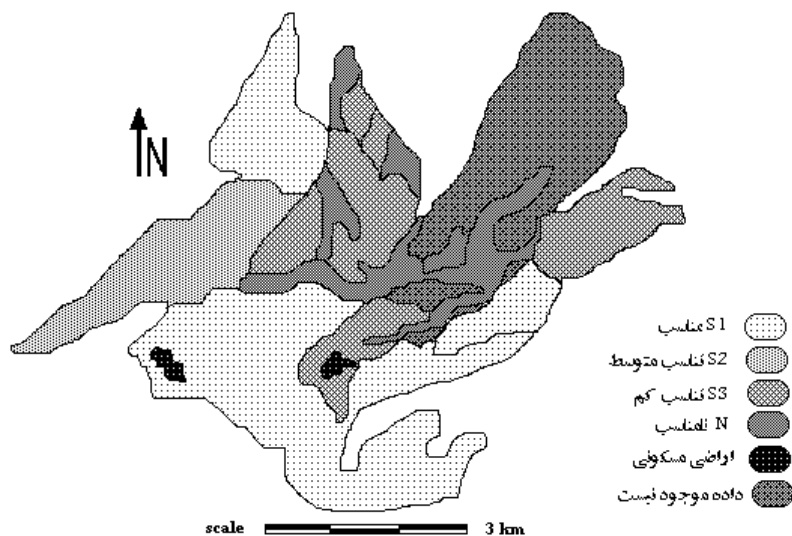 N
S1 مناسب
S2 تناسب متوسط
S3 تناسب کم
N نامناسب
اراضی مسکونی
داده موجود نیست
scale 3 km